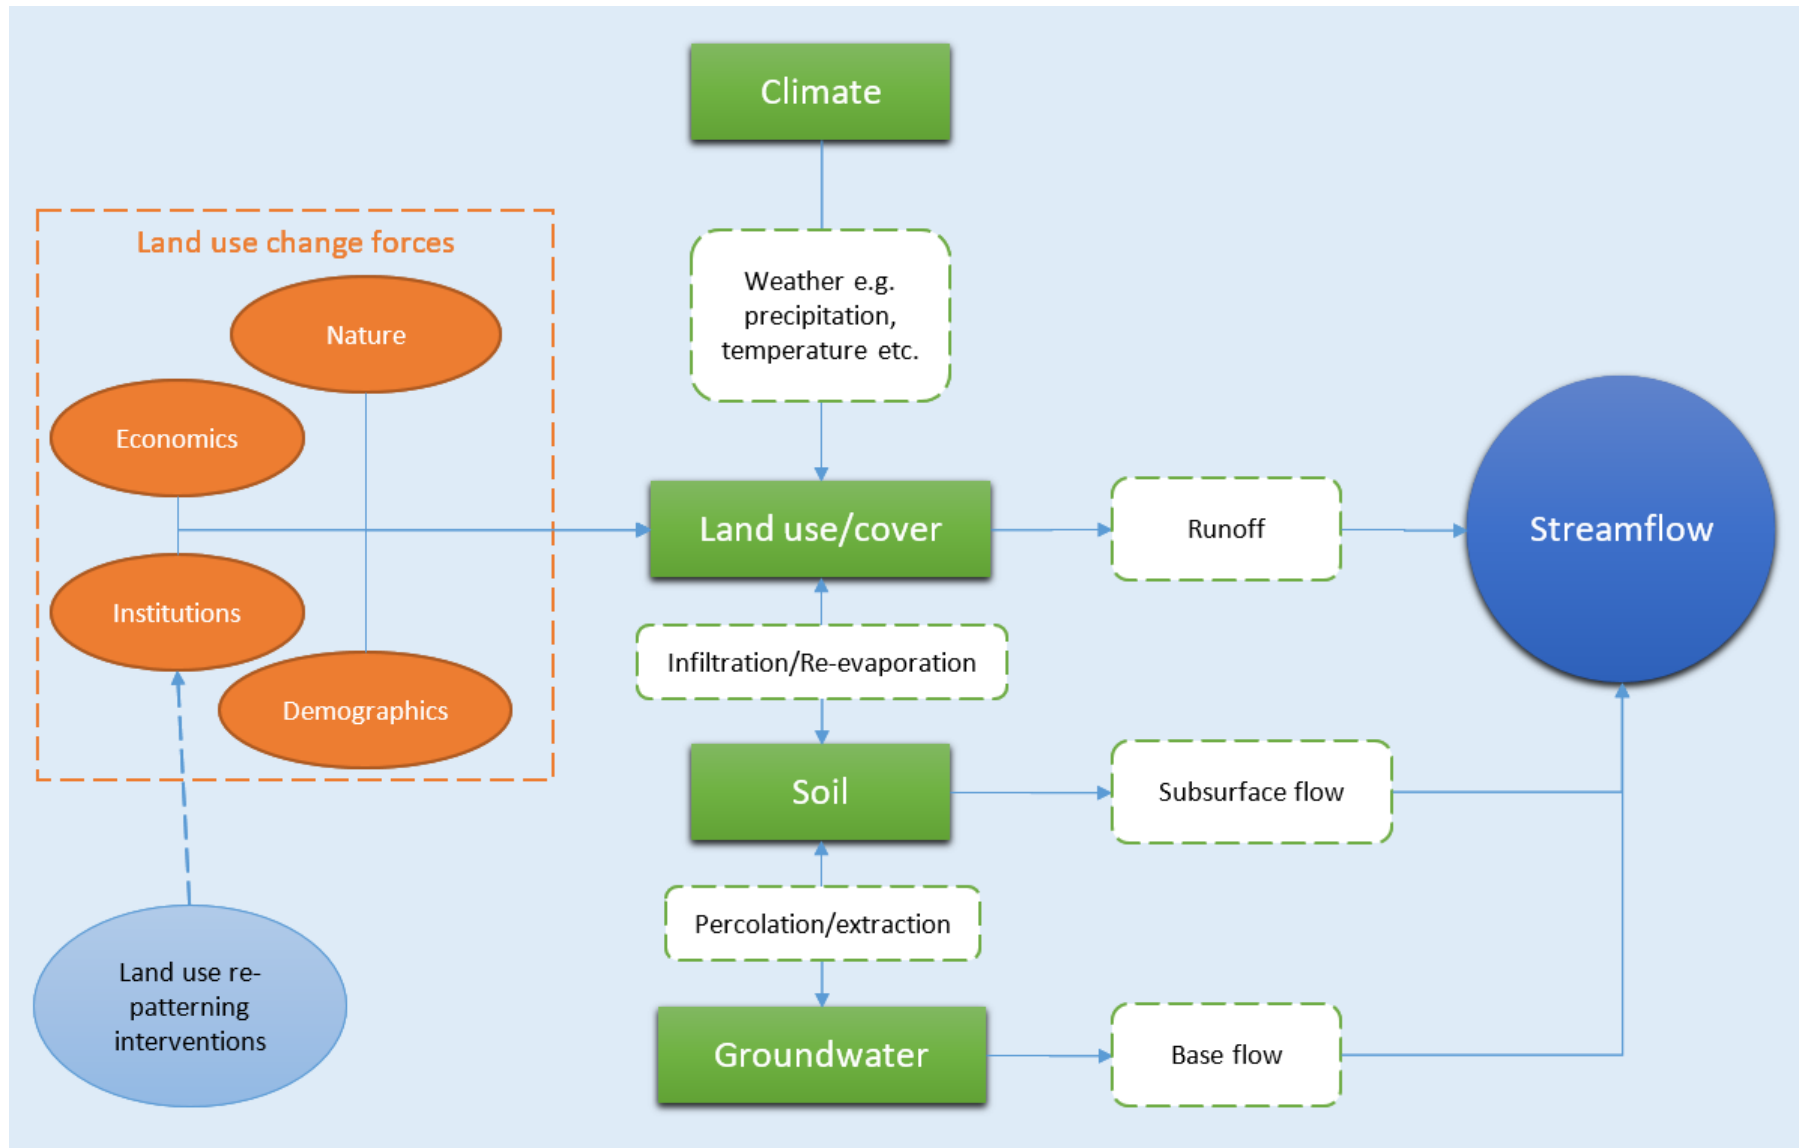 Climate
Land use change forces
Weather e.g.
precipitation,
temperature etc.
Nature
Economics
Land use/cover
Runoff
Streamflow
Institutions
Infiltration/Re-evaporation
Demographics
Soil
Subsurface flow
Percolation/extraction
Land use re-
patterning
interventions
Groundwater
Base flow